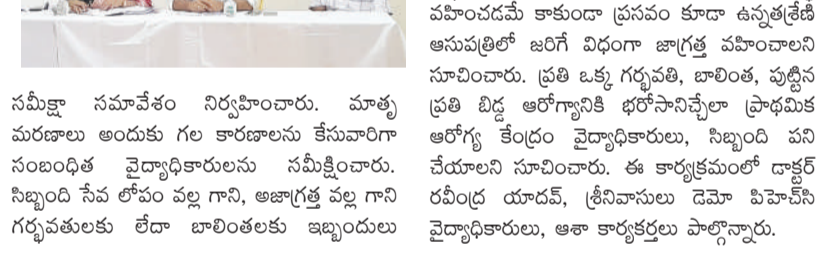 సమీక్షా సమావేశం నిర్వహించారు. మాతృ
మరణాలు అందుకు గల కారణాలను కేసువారిగా
సంబంధిత వైద్యాధికారులను సమీక్షించారు.
సిబ్బంది సేవ లోపం వల్ల గాని, అజాగ్రత్త వల్ల గాని
గర్భవతులకు లేదా బాలింతలకు ఇబ్బందులు
వహించడమే కాకుండా ప్రసవం కూడా ఉన్నతశ్రేణి
ఆసుపత్రిలో జరిగే విధంగా జాగ్రత్త వహించాలని
సూచించారు. ప్రతి ఒక్క గర్భవతి, బాలింత, పుట్టిన
ప్రతి బిడ్డ ఆరోగ్యానికి భరోసానిచ్చేలా ప్రాథమిక
ఆరోగ్య కేంద్రం వైద్యాధికారులు, సిబ్బంది పని
చేయాలని సూచించారు. ఈ కార్యక్రమంలో డాక్టర్
రవీంద్ర యాదవ్, శ్రీనివాసులు డెమో పిహెచ్‌సి
వైద్యాధికారులు, ఆశా కార్యకర్తలు పాల్గొన్నారు.